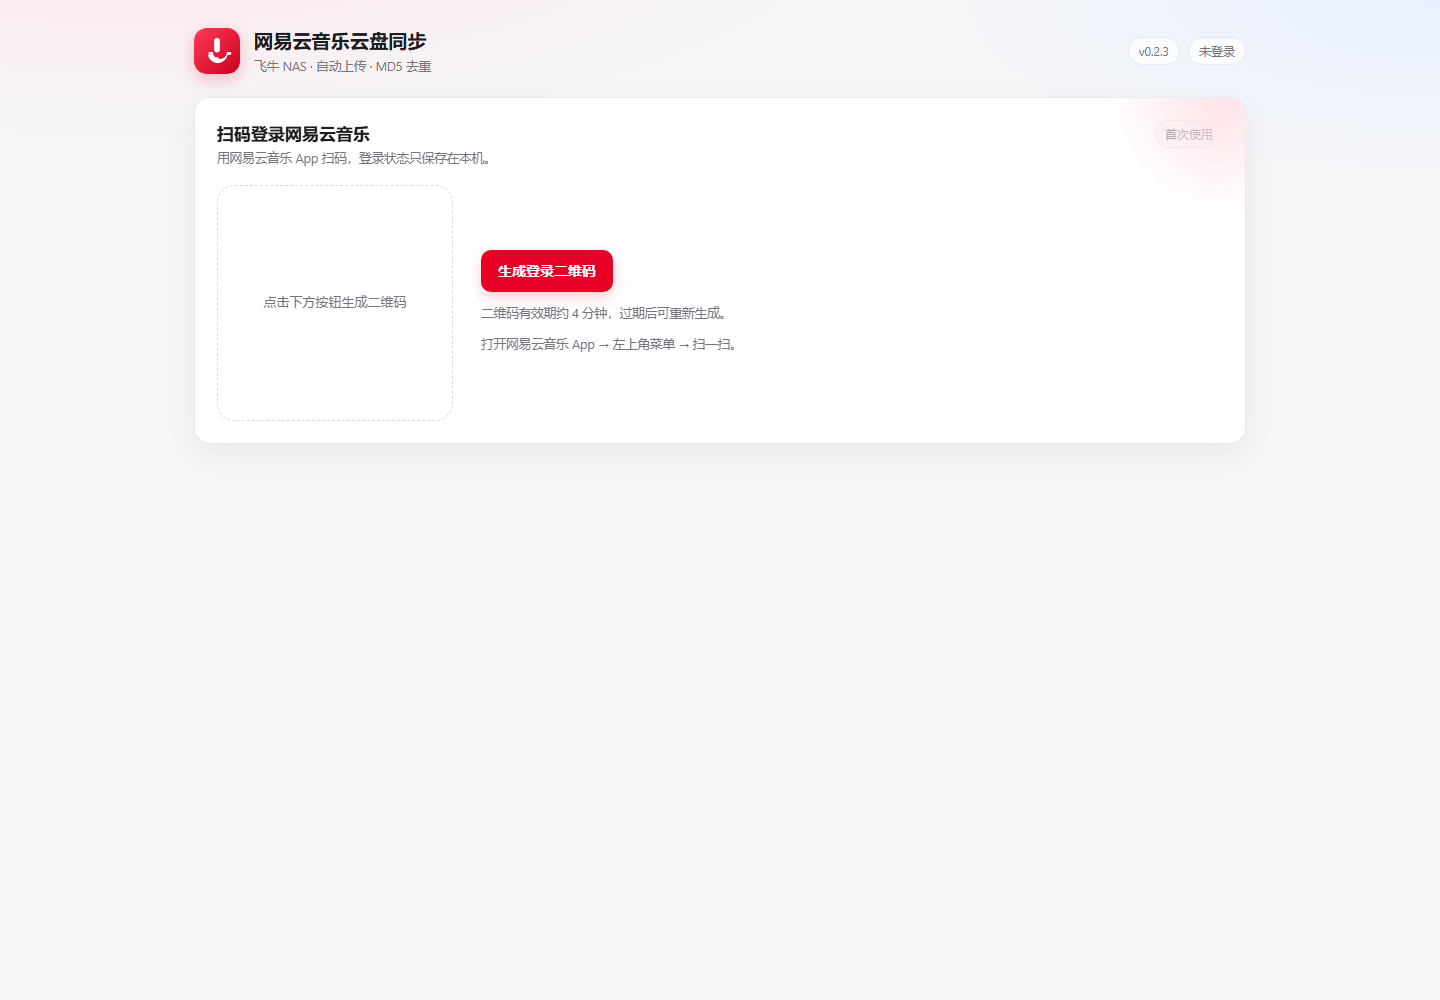 网易云音乐云盘同步
飞牛 NAS · 自动上传 · MD5 去重
v0.2.3
未登录
扫码登录网易云音乐
首次使用
用网易云音乐 App 扫码，登录状态只保存在本机。
点击下方按钮生成二维码
生成登录二维码
二维码有效期约 4 分钟，过期后可重新生成。
打开网易云音乐 App → 左上角菜单 → 扫一扫。